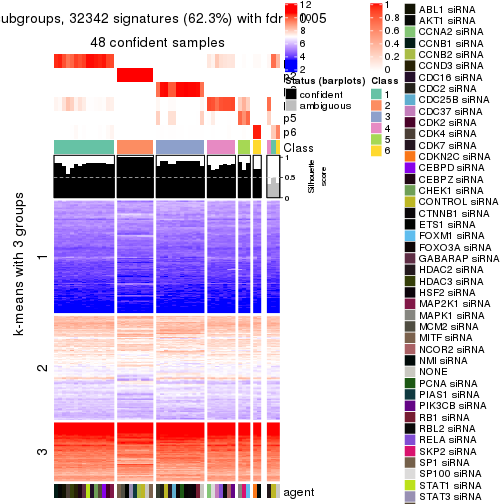 ubgroups, 32342 signatures (62.3%) with fdr 0.05
48 confident samples
p5
p6
Class
1
0.5
0
Silhouette
score
k-means with 3 groups
1
2
3
agent
12
10
8
6
4
2
Status (barplots)
confident
ambiguous
1
0.8
0.6
0.4
0.2
0
Class
1
2
3
4
5
6
ABL1 siRNA
AKT1 siRNA
CCNA2 siRNA
CCNB1 siRNA
CCNB2 siRNA
CCND3 siRNA
CDC16 siRNA
CDC2 siRNA
CDC25B siRNA
CDC37 siRNA
CDK2 siRNA
CDK4 siRNA
CDK7 siRNA
CDKN2C siRNA
CEBPD siRNA
CEBPZ siRNA
CHEK1 siRNA
CONTROL siRNA
CTNNB1 siRNA
ETS1 siRNA
FOXM1 siRNA
FOXO3A siRNA
GABARAP siRNA
HDAC2 siRNA
HDAC3 siRNA
HSF2 siRNA
MAP2K1 siRNA
MAPK1 siRNA
MCM2 siRNA
MITF siRNA
NCOR2 siRNA
NMI siRNA
NONE
PCNA siRNA
PIAS1 siRNA
PIK3CB siRNA
RB1 siRNA
RBL2 siRNA
RELA siRNA
SKP2 siRNA
SP1 siRNA
SP100 siRNA
STAT1 siRNA
STAT3 siRNA